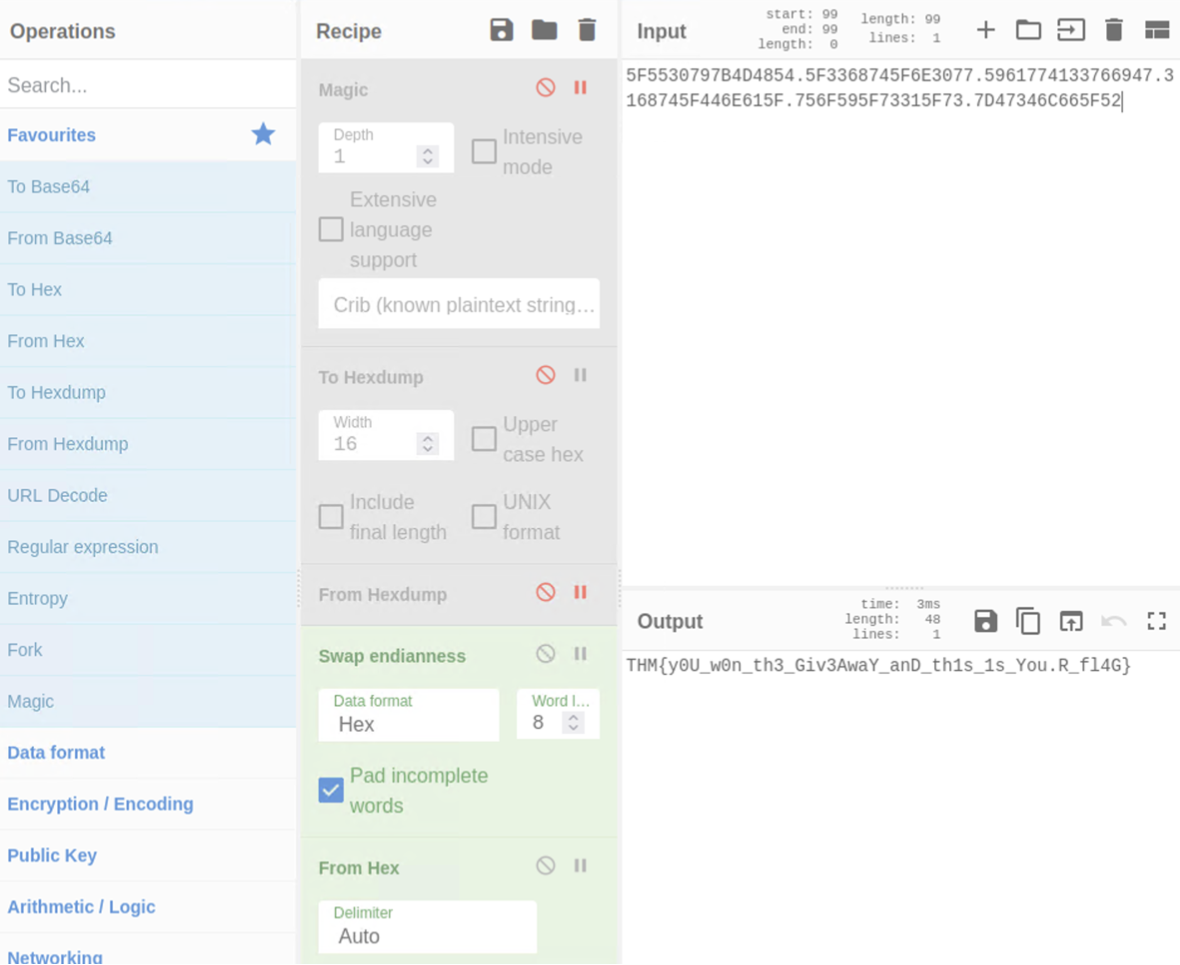 Operations
Search...
Favourites
To Base64
From Base64
To Hex
From Hex
To Hexdump
From Hexdump
URL Decode
Regular expression
Entropy
Fork
Magic
Data format
Encryption / Encoding
Public Key
Arithmetic / Logic
Networking
Recipe
Magic
Depth
1
Intensive
mode
Extensive
language
support
Crib (known plaintext string...
To Hexdump
Width
16
Upper
case hex
Include
final length
UNIX
format
From Hexdump
Swap endianness
Data format
Hex
Word l...
8
Pad incomplete
words
From Hex
Delimiter
Auto
Input
start: 99
end: 99
length: 0
length: 99
lines: 1
5F5530797B4D4854.5F3368745F6E3077.5961774133766947.3
168745F446E615F.756F595F73315F73.7D47346C665F52
Output
time: 3ms
length: 48
lines: 1
THM{y0U_w0n_th3_Giv3AwaY_anD_th1s_1s_You.R_fl4G}